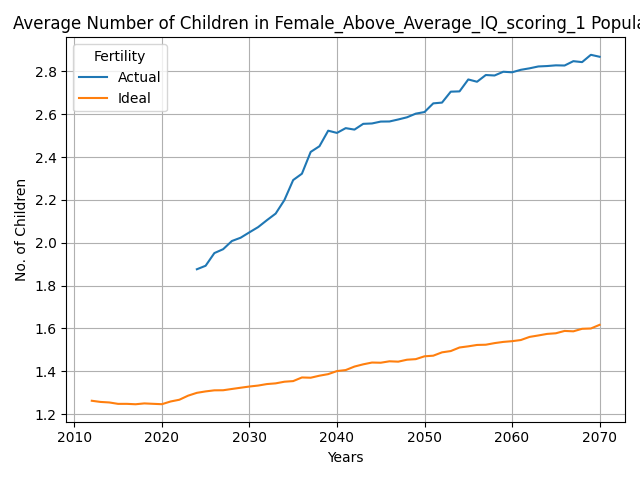 Average Number of Children in Female_Above_Average_IQ_scoring_1 Popula
Fertility
Actual
Ideal
No. of Children
2.8
2.6
2.4
2.2
2.0
1.8
1.6
1.4
1.2
2010 2020 2030 2040 2050 2060 2070
Years